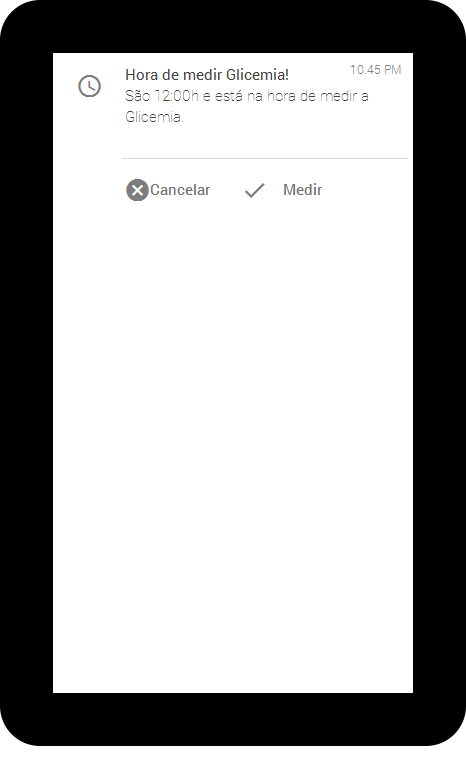 Hora de medir Glicemia!
10.45 PM
São 12:00h e está na hora de medir a
Glicemia.
Cancelar
Medir